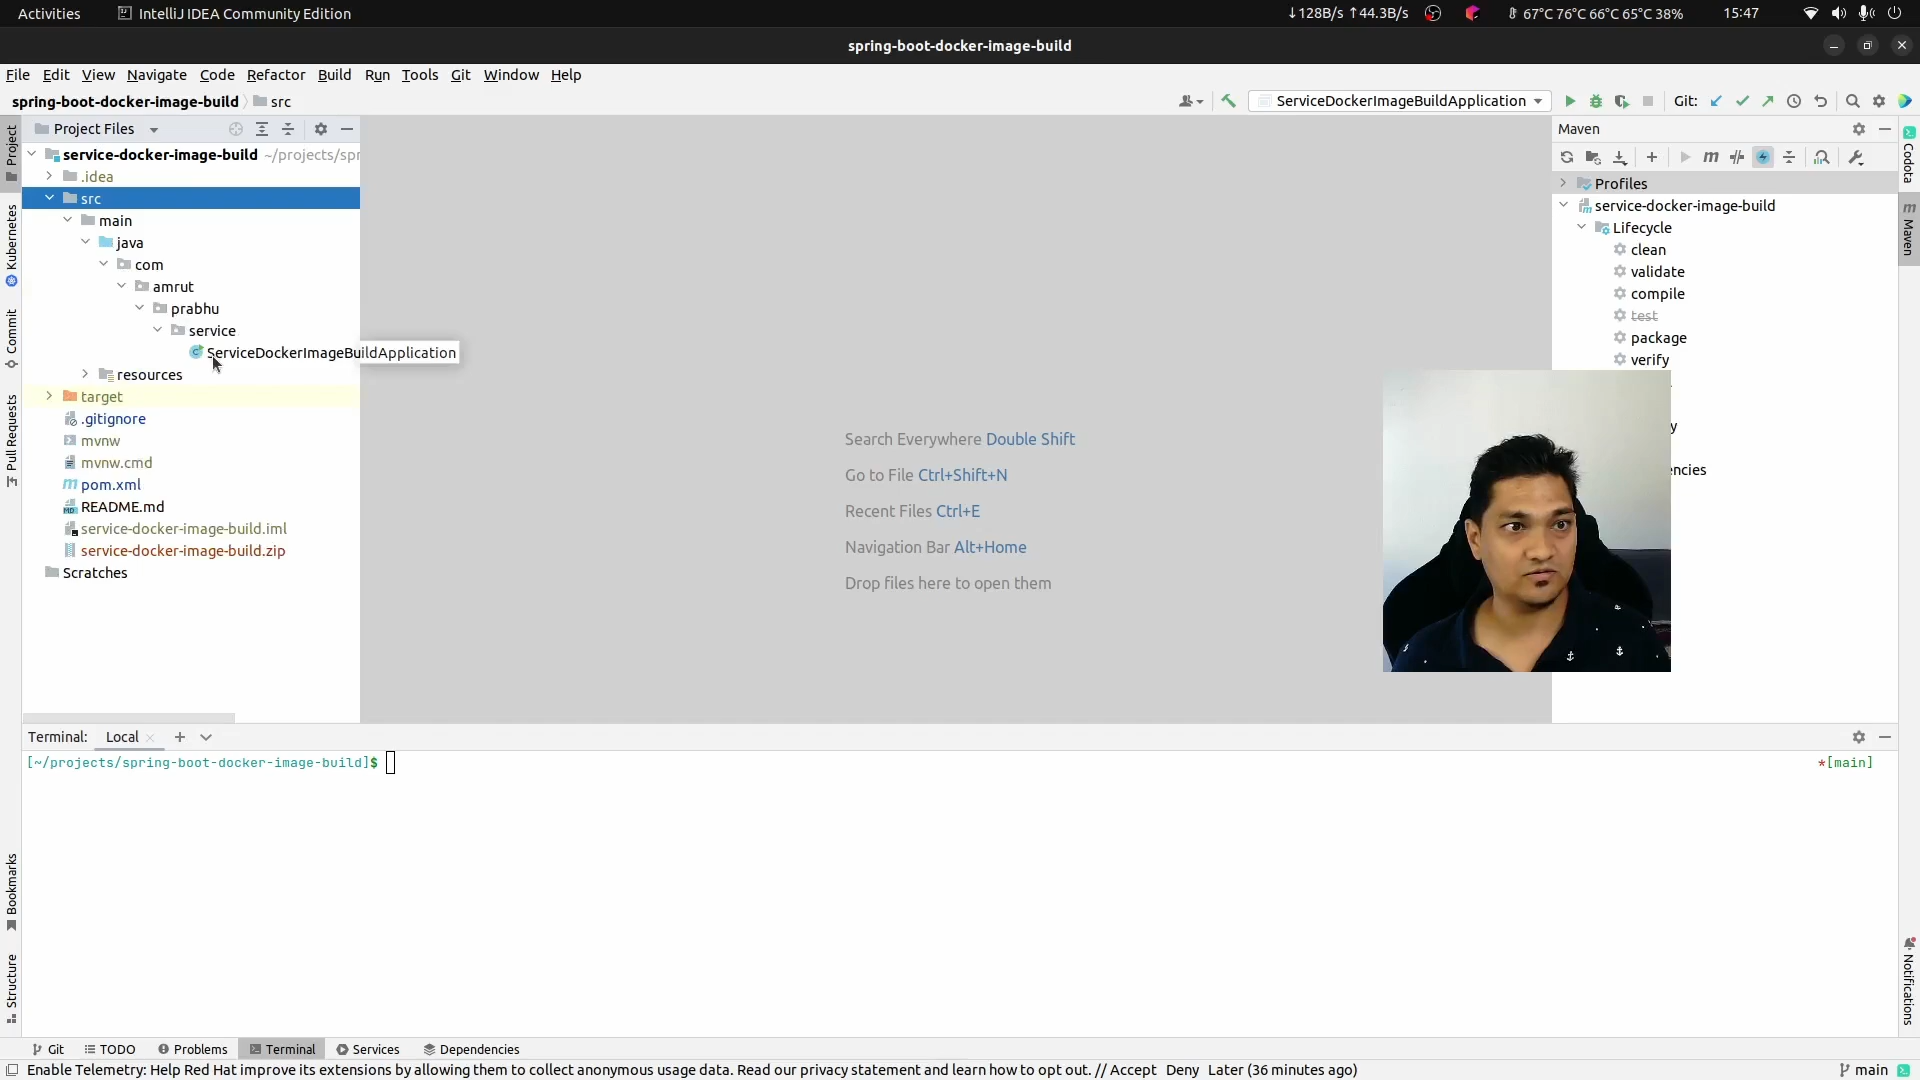 Activities
IntelliJ IDEA Community Edition
↓128B/s ↑44.3B/s
67°C 76°C 66°C 65°C 38%
15:47
spring-boot-docker-image-build
File Edit View Navigate Code Refactor Build Run Tools Git Window Help
spring-boot-docker-image-build
src
ServiceDockerImageBuildApplication
Git:
Project
Kubernetes
Commit
Pull Requests
Bookmarks
Structure
Project Files
service-docker-image-build ~/projects/spr
.idea
src
main
java
com
amrut
prabhu
service
ServiceDockerImageBuildApplication
resources
target
.gitignore
mvnw
mvnw.cmd
pom.xml
README.md
service-docker-image-build.iml
service-docker-image-build.zip
Scratches
Search Everywhere Double Shift
Go to File Ctrl+Shift+N
Recent Files Ctrl+E
Navigation Bar Alt+Home
Drop files here to open them
Maven
Profiles
service-docker-image-build
Lifecycle
clean
validate
compile
test
package
verify
y
encies
Codota
Maven
Notifications
Terminal: Local
[~/projects/spring-boot-docker-image-build]$
*[main]
Git
TODO
Problems
Terminal
Services
Dependencies
Enable Telemetry: Help Red Hat improve its extensions by allowing them to collect anonymous usage data. Read our privacy statement and learn how to opt out. // Accept Deny Later (36 minutes ago)
main